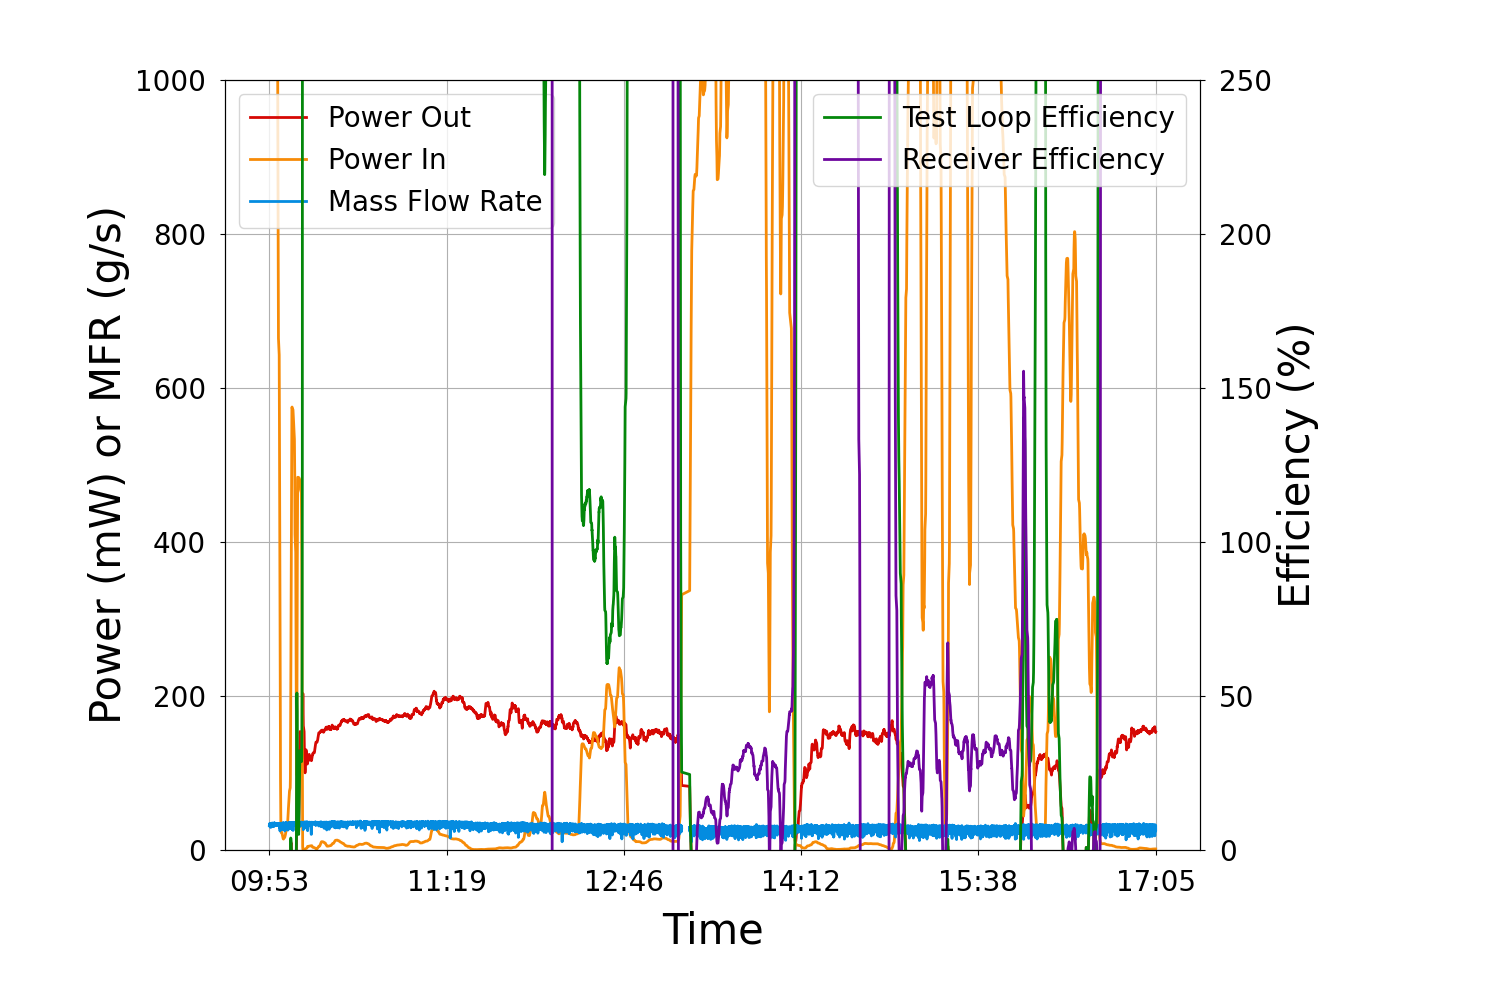 1000
800
600
400
200
0
Power (mW) or MFR (g/s)
Power Out
Power In
Mass Flow Rate
Test Loop Efficiency
Receiver Efficiency
250
200
150
100
50
0
Efficiency (%)
09:53 11:19 12:46 14:12 15:38 17:05
Time